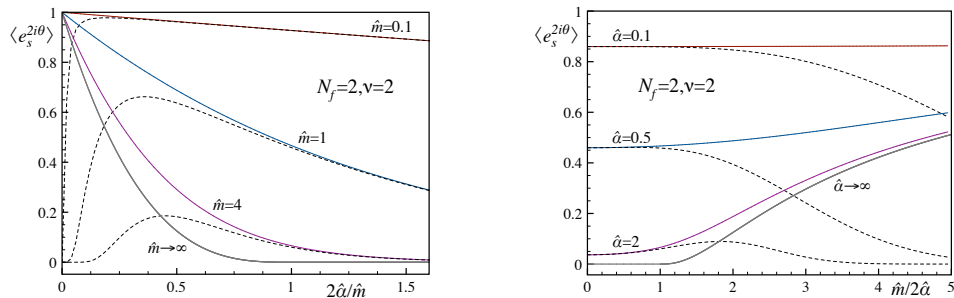 1
0.8
0.6
0.4
0.2
0
⟨e_s^{2iθ}⟩
m̂=0.1
N_f=2,ν=2
m̂=1
m̂=4
m̂→∞
0 0.5 1 1.5
2α̂/m̂
1
0.8
0.6
0.4
0.2
0
⟨e_s^{2iθ}⟩
α̂=0.1
N_f=2,ν=2
α̂=0.5
α̂→∞
α̂=2
0 1 2 3 4 5
m̂/2α̂